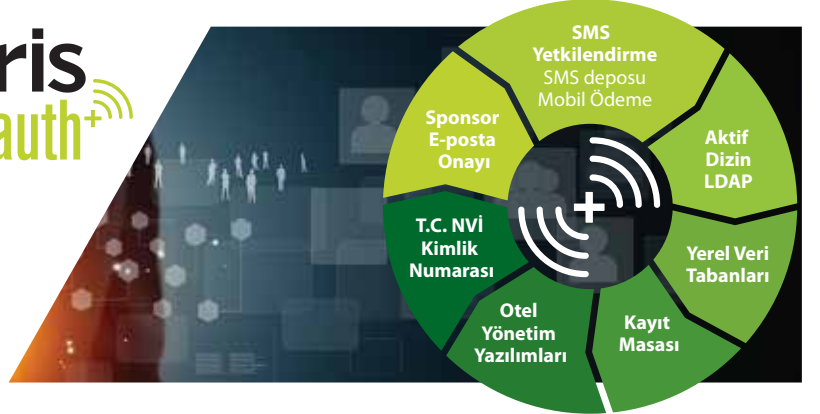 ris
auth+
SMS
Yetkilendirme
SMS deposu
Mobil Ödeme
Aktif
Dizin
LDAP
Yerel Veri
Tabanları
Kayıt
Masası
Otel
Yönetim
Yazılımları
T.C. NVİ
Kimlik
Numarası
Sponsor
E-posta
Onayı
+